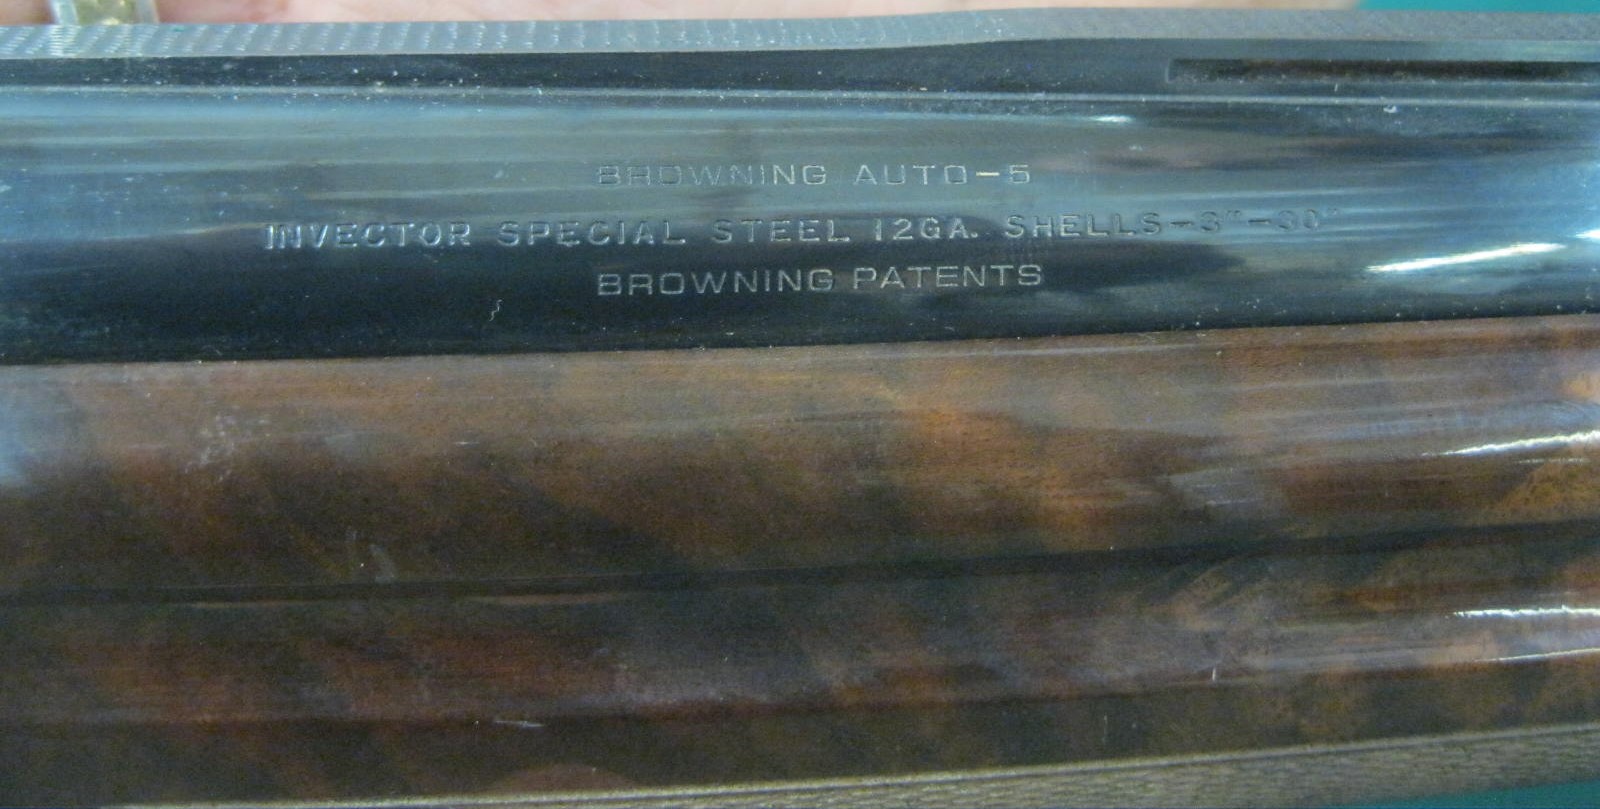 BROWNING AUTO-5
INVECTOR SPECIAL STEEL 12GA. SHELLS-3"-30"
BROWNING PATENTS